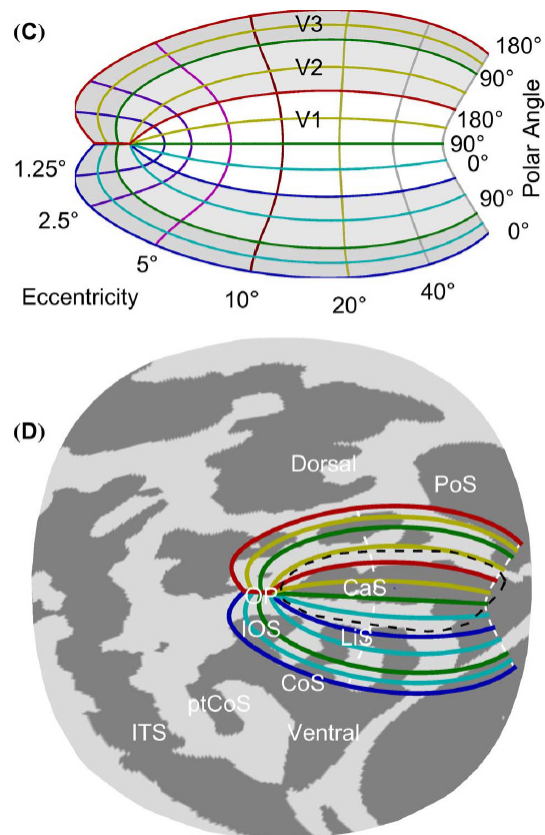 (C)
V3
V2
V1
180°
90°
180°
90°
0°
90°
0°
Polar Angle
1.25°
2.5°
5°
10°
20°
40°
Eccentricity
(D)
Dorsal
PoS
CaS
OP
IOS
LiS
CoS
ptCoS
ITS
Ventral